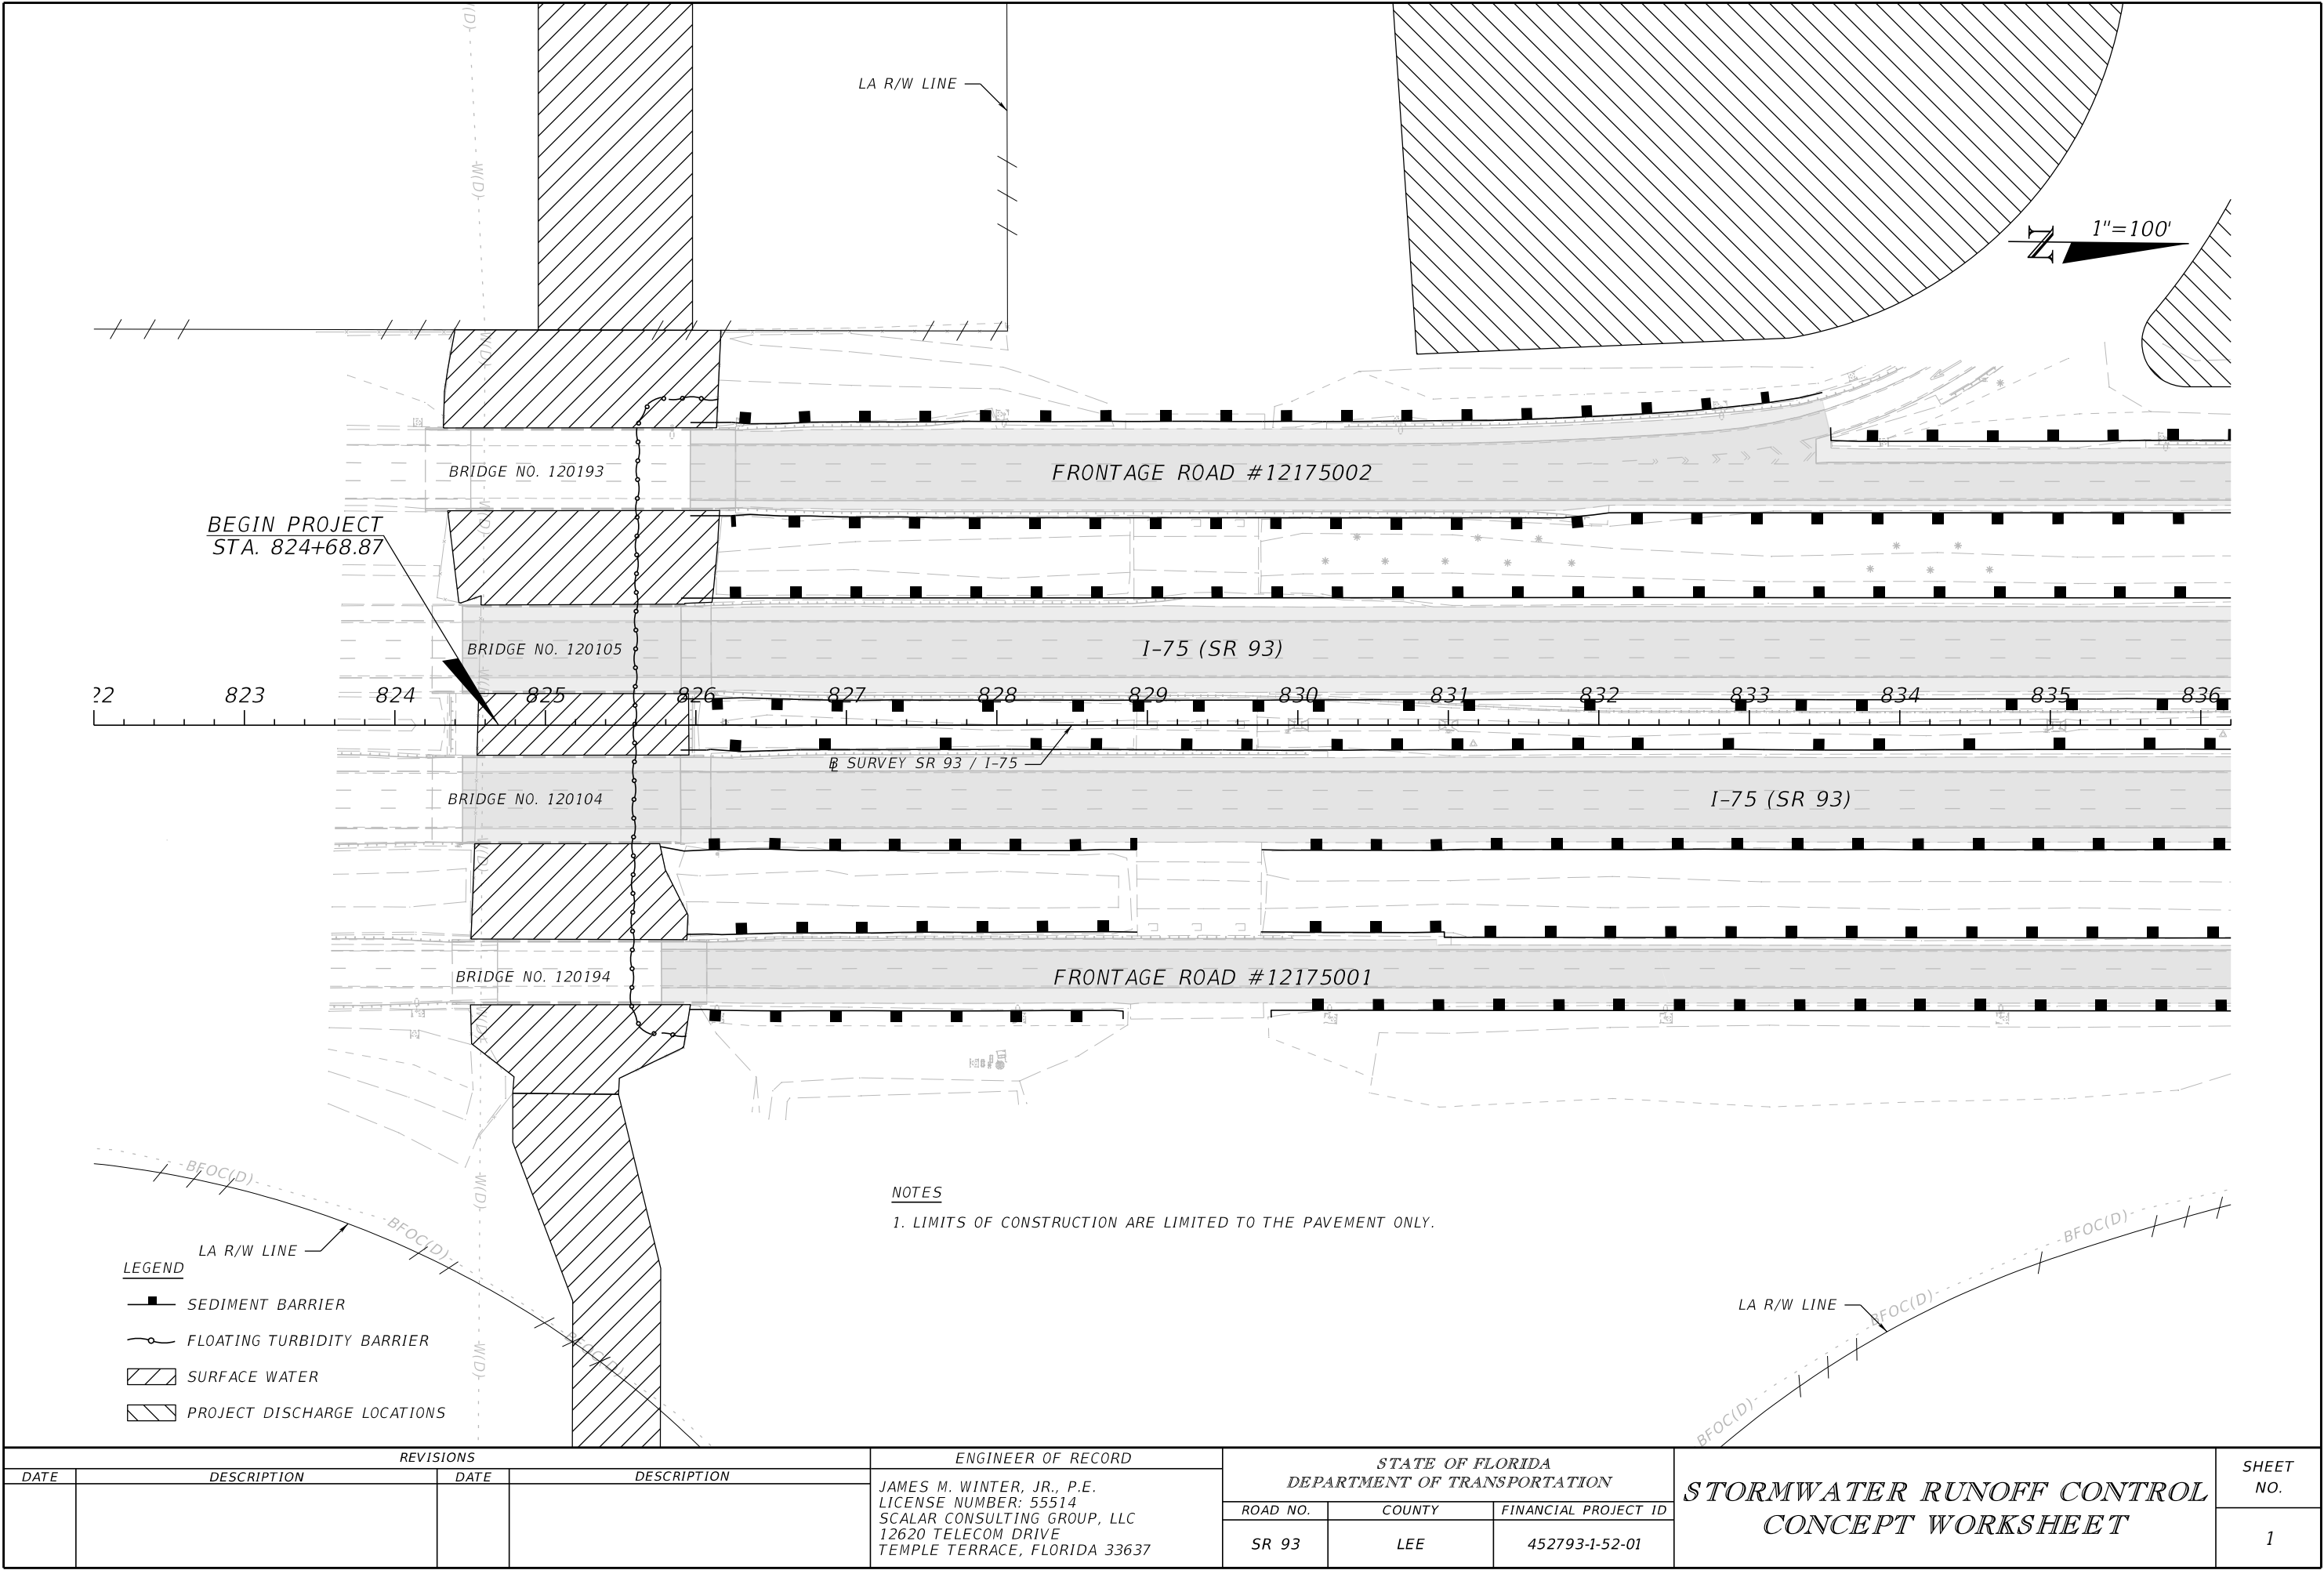 W(D)
LA R/W LINE
W(D)
N
1"=100'
W(D)
BRIDGE NO. 120193
FRONTAGE ROAD #12175002
BEGIN PROJECT
STA. 824+68.87
W(D)
BRIDGE NO. 120105
I-75 (SR 93)
22 823 824 825 826 827 828 829 830 831 832 833 834 835 836
℄ SURVEY SR 93 / I-75
BRIDGE NO. 120104
I-75 (SR 93)
W(D)
BRIDGE NO. 120194
FRONTAGE ROAD #12175001
W(D)
BFOC(D)
W(D)
NOTES
1. LIMITS OF CONSTRUCTION ARE LIMITED TO THE PAVEMENT ONLY.
BFOC(D)
BFOC(D)
LA R/W LINE
LEGEND
SEDIMENT BARRIER
LA R/W LINE
BFOC(D)
FLOATING TURBIDITY BARRIER
BFOC(D)
W(D)
SURFACE WATER
PROJECT DISCHARGE LOCATIONS
BFOC(D)
REVISIONS
DATE DESCRIPTION DATE DESCRIPTION
ENGINEER OF RECORD
JAMES M. WINTER, JR., P.E.
LICENSE NUMBER: 55514
SCALAR CONSULTING GROUP, LLC
12620 TELECOM DRIVE
TEMPLE TERRACE, FLORIDA 33637
STATE OF FLORIDA
DEPARTMENT OF TRANSPORTATION
ROAD NO. COUNTY FINANCIAL PROJECT ID
SR 93 LEE 452793-1-52-01
STORMWATER RUNOFF CONTROL
CONCEPT WORKSHEET
SHEET
NO.
1